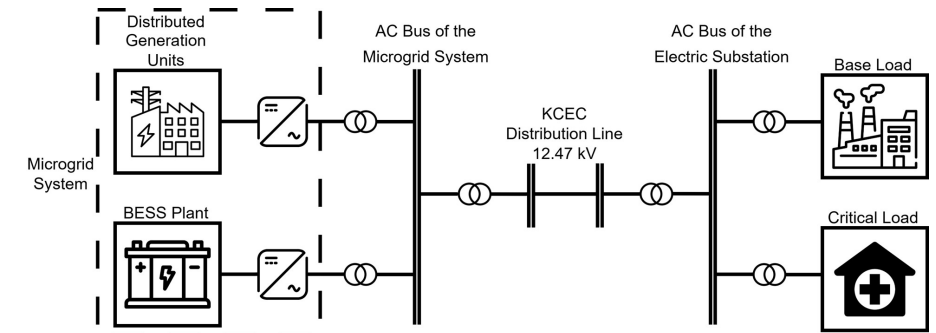 Distributed
Generation
Units
Microgrid
System
BESS Plant
AC Bus of the
Microgrid System
KCEC
Distribution Line
12.47 kV
AC Bus of the
Electric Substation
Base Load
Critical Load